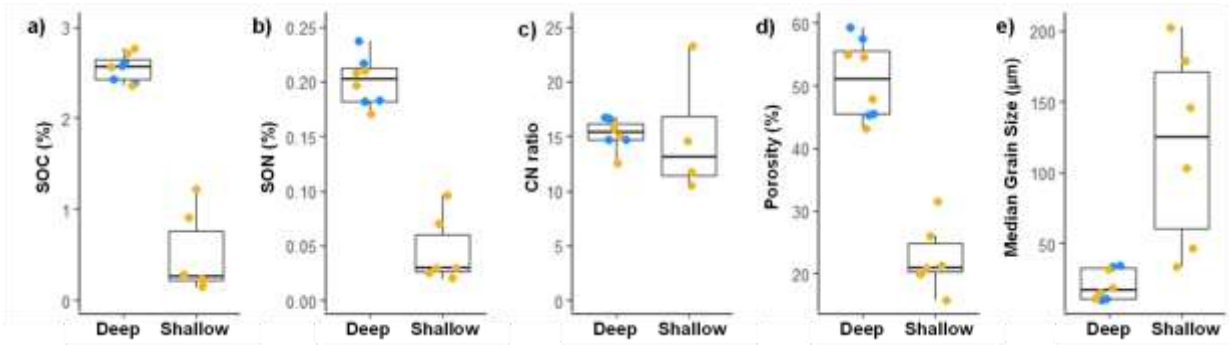 a)
SOC (%)
3
2
1
0
Deep Shallow
b)
SON (%)
0.25
0.20
0.15
0.10
0.05
0.00
Deep Shallow
c)
CN ratio
25
20
15
10
5
0
Deep Shallow
d)
Porosity (%)
60
50
40
30
20
Deep Shallow
e)
Median Grain Size (µm)
200
150
100
50
Deep Shallow